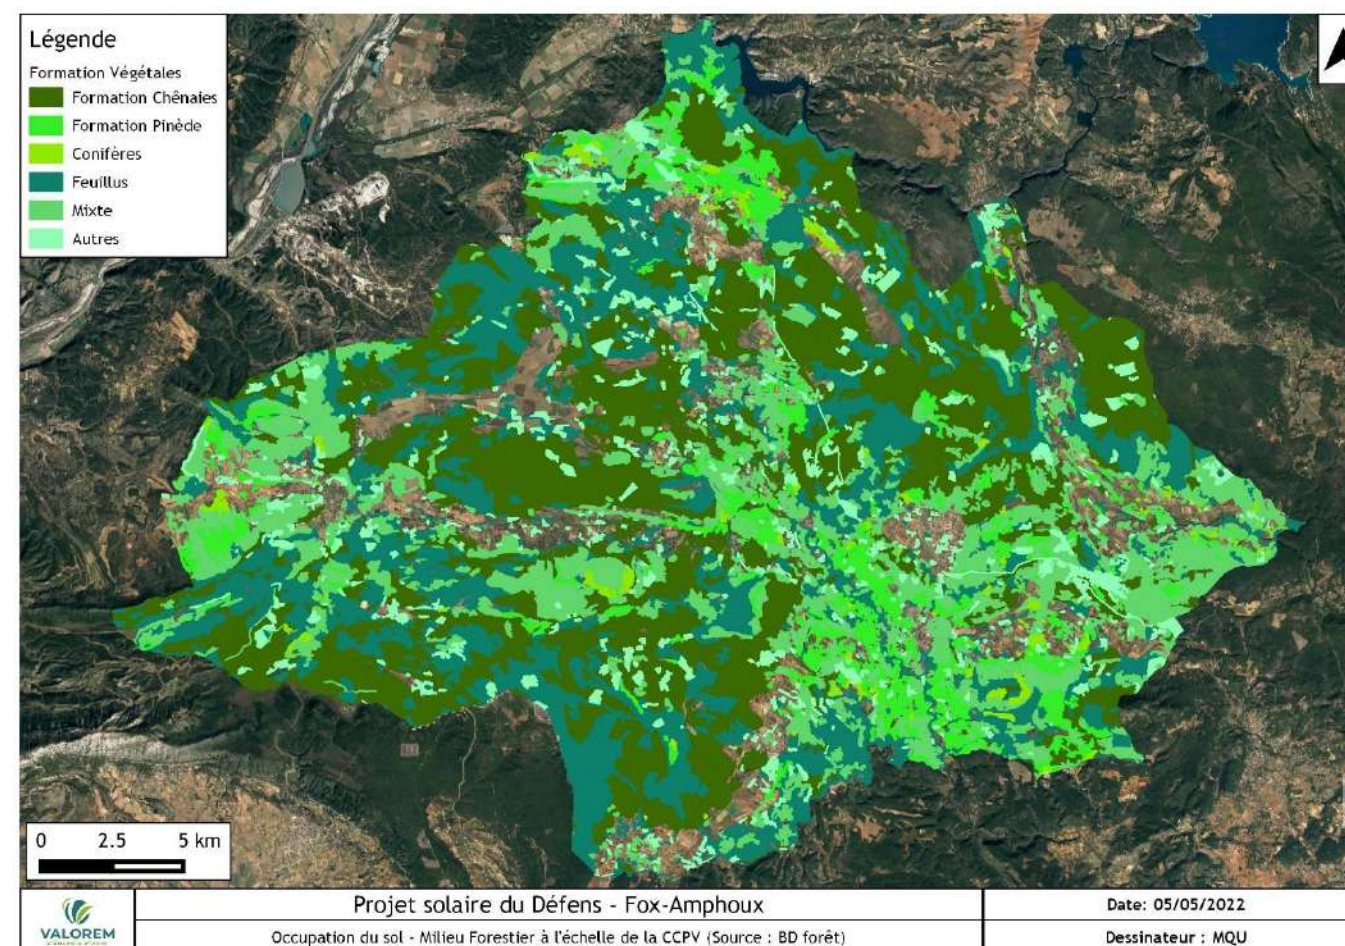 Légende
Formation Végétales
Formation Chênaies
Formation Pinède
Conifères
Feuillus
Mixte
Autres
0 2.5 5 km
VALOREM
Projet solaire du Défens - Fox-Amphoux
Occupation du sol - Milieu Forestier à l'échelle de la CCPV (Source : BD forêt)
Date: 05/05/2022
Dessinateur : MQU